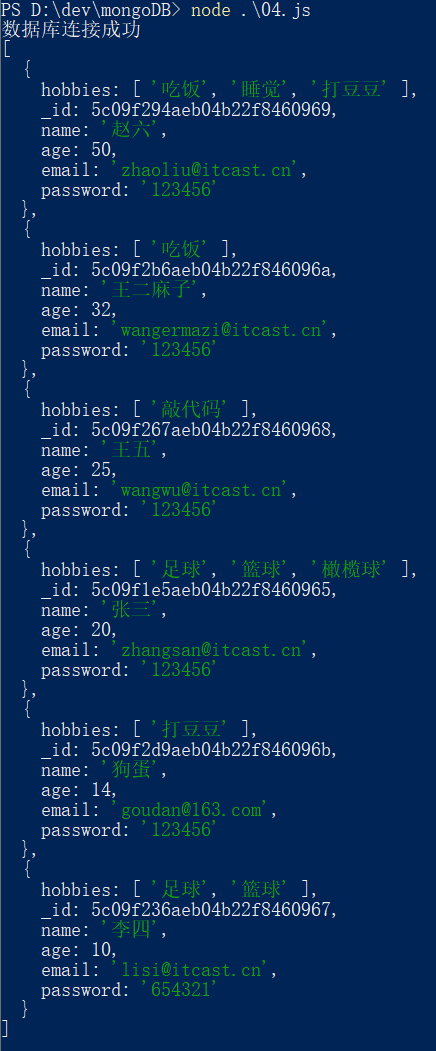 PS D:\dev\mongoDB> node .\04.js
数据库连接成功
[
  {
    hobbies: [ '吃饭', '睡觉', '打豆豆' ],
    _id: 5c09f294aeb04b22f8460969,
    name: '赵六',
    age: 50,
    email: 'zhaoliu@itcast.cn',
    password: '123456'
  },
  {
    hobbies: [ '吃饭' ],
    _id: 5c09f2b6aeb04b22f846096a,
    name: '王二麻子',
    age: 32,
    email: 'wangermazi@itcast.cn',
    password: '123456'
  },
  {
    hobbies: [ '敲代码' ],
    _id: 5c09f267aeb04b22f8460968,
    name: '王五',
    age: 25,
    email: 'wangwu@itcast.cn',
    password: '123456'
  },
  {
    hobbies: [ '足球', '篮球', '橄榄球' ],
    _id: 5c09f1e5aeb04b22f8460965,
    name: '张三',
    age: 20,
    email: 'zhangsan@itcast.cn',
    password: '123456'
  },
  {
    hobbies: [ '打豆豆' ],
    _id: 5c09f2d9aeb04b22f846096b,
    name: '狗蛋',
    age: 14,
    email: 'goudan@163.com',
    password: '123456'
  },
  {
    hobbies: [ '足球', '篮球' ],
    _id: 5c09f236aeb04b22f8460967,
    name: '李四',
    age: 10,
    email: 'lisi@itcast.cn',
    password: '654321'
  }
]